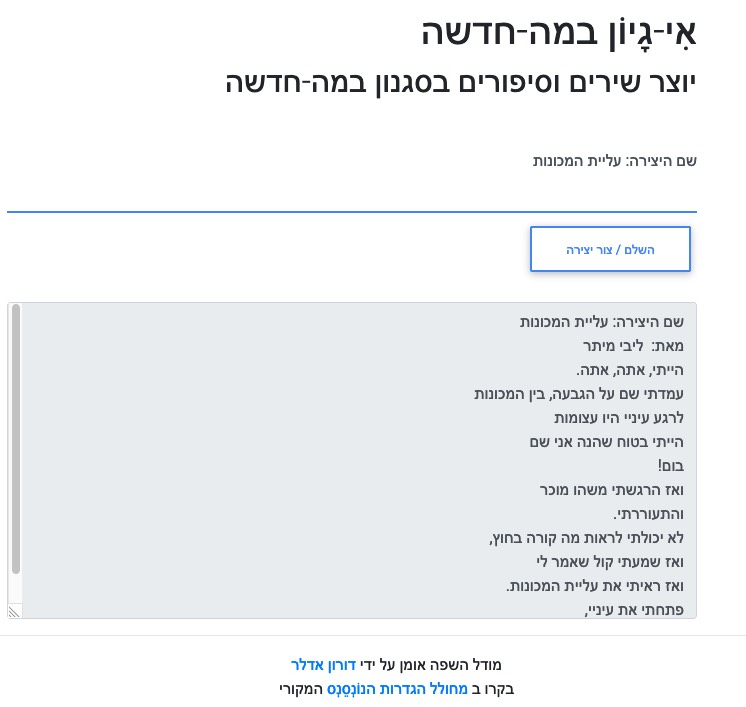 אִי-גָיוֹן במה-חדשה
יוצר שירים וסיפורים בסגנון במה-חדשה
שם היצירה: עליית המכונות
השלם / צור יצירה
שם היצירה: עליית המכונות
מאת:  ליבי מיתר
הייתי, אתה, אתה.
עמדתי שם על הגבעה, בין המכונות
לרגע עיניי היו עצומות
הייתי בטוח שהנה אני שם
בום!
ואז הרגשתי משהו מוכר
והתעוררתי.
לא יכולתי לראות מה קורה בחוץ,
ואז שמעתי קול שאמר לי
ואז ראיתי את עליית המכונות.
פתחתי את עיניי,
מודל השפה אומן על ידי דורון אדלר
בקרו ב מחולל הגדרות הנוֹנְסֵנְס המקורי